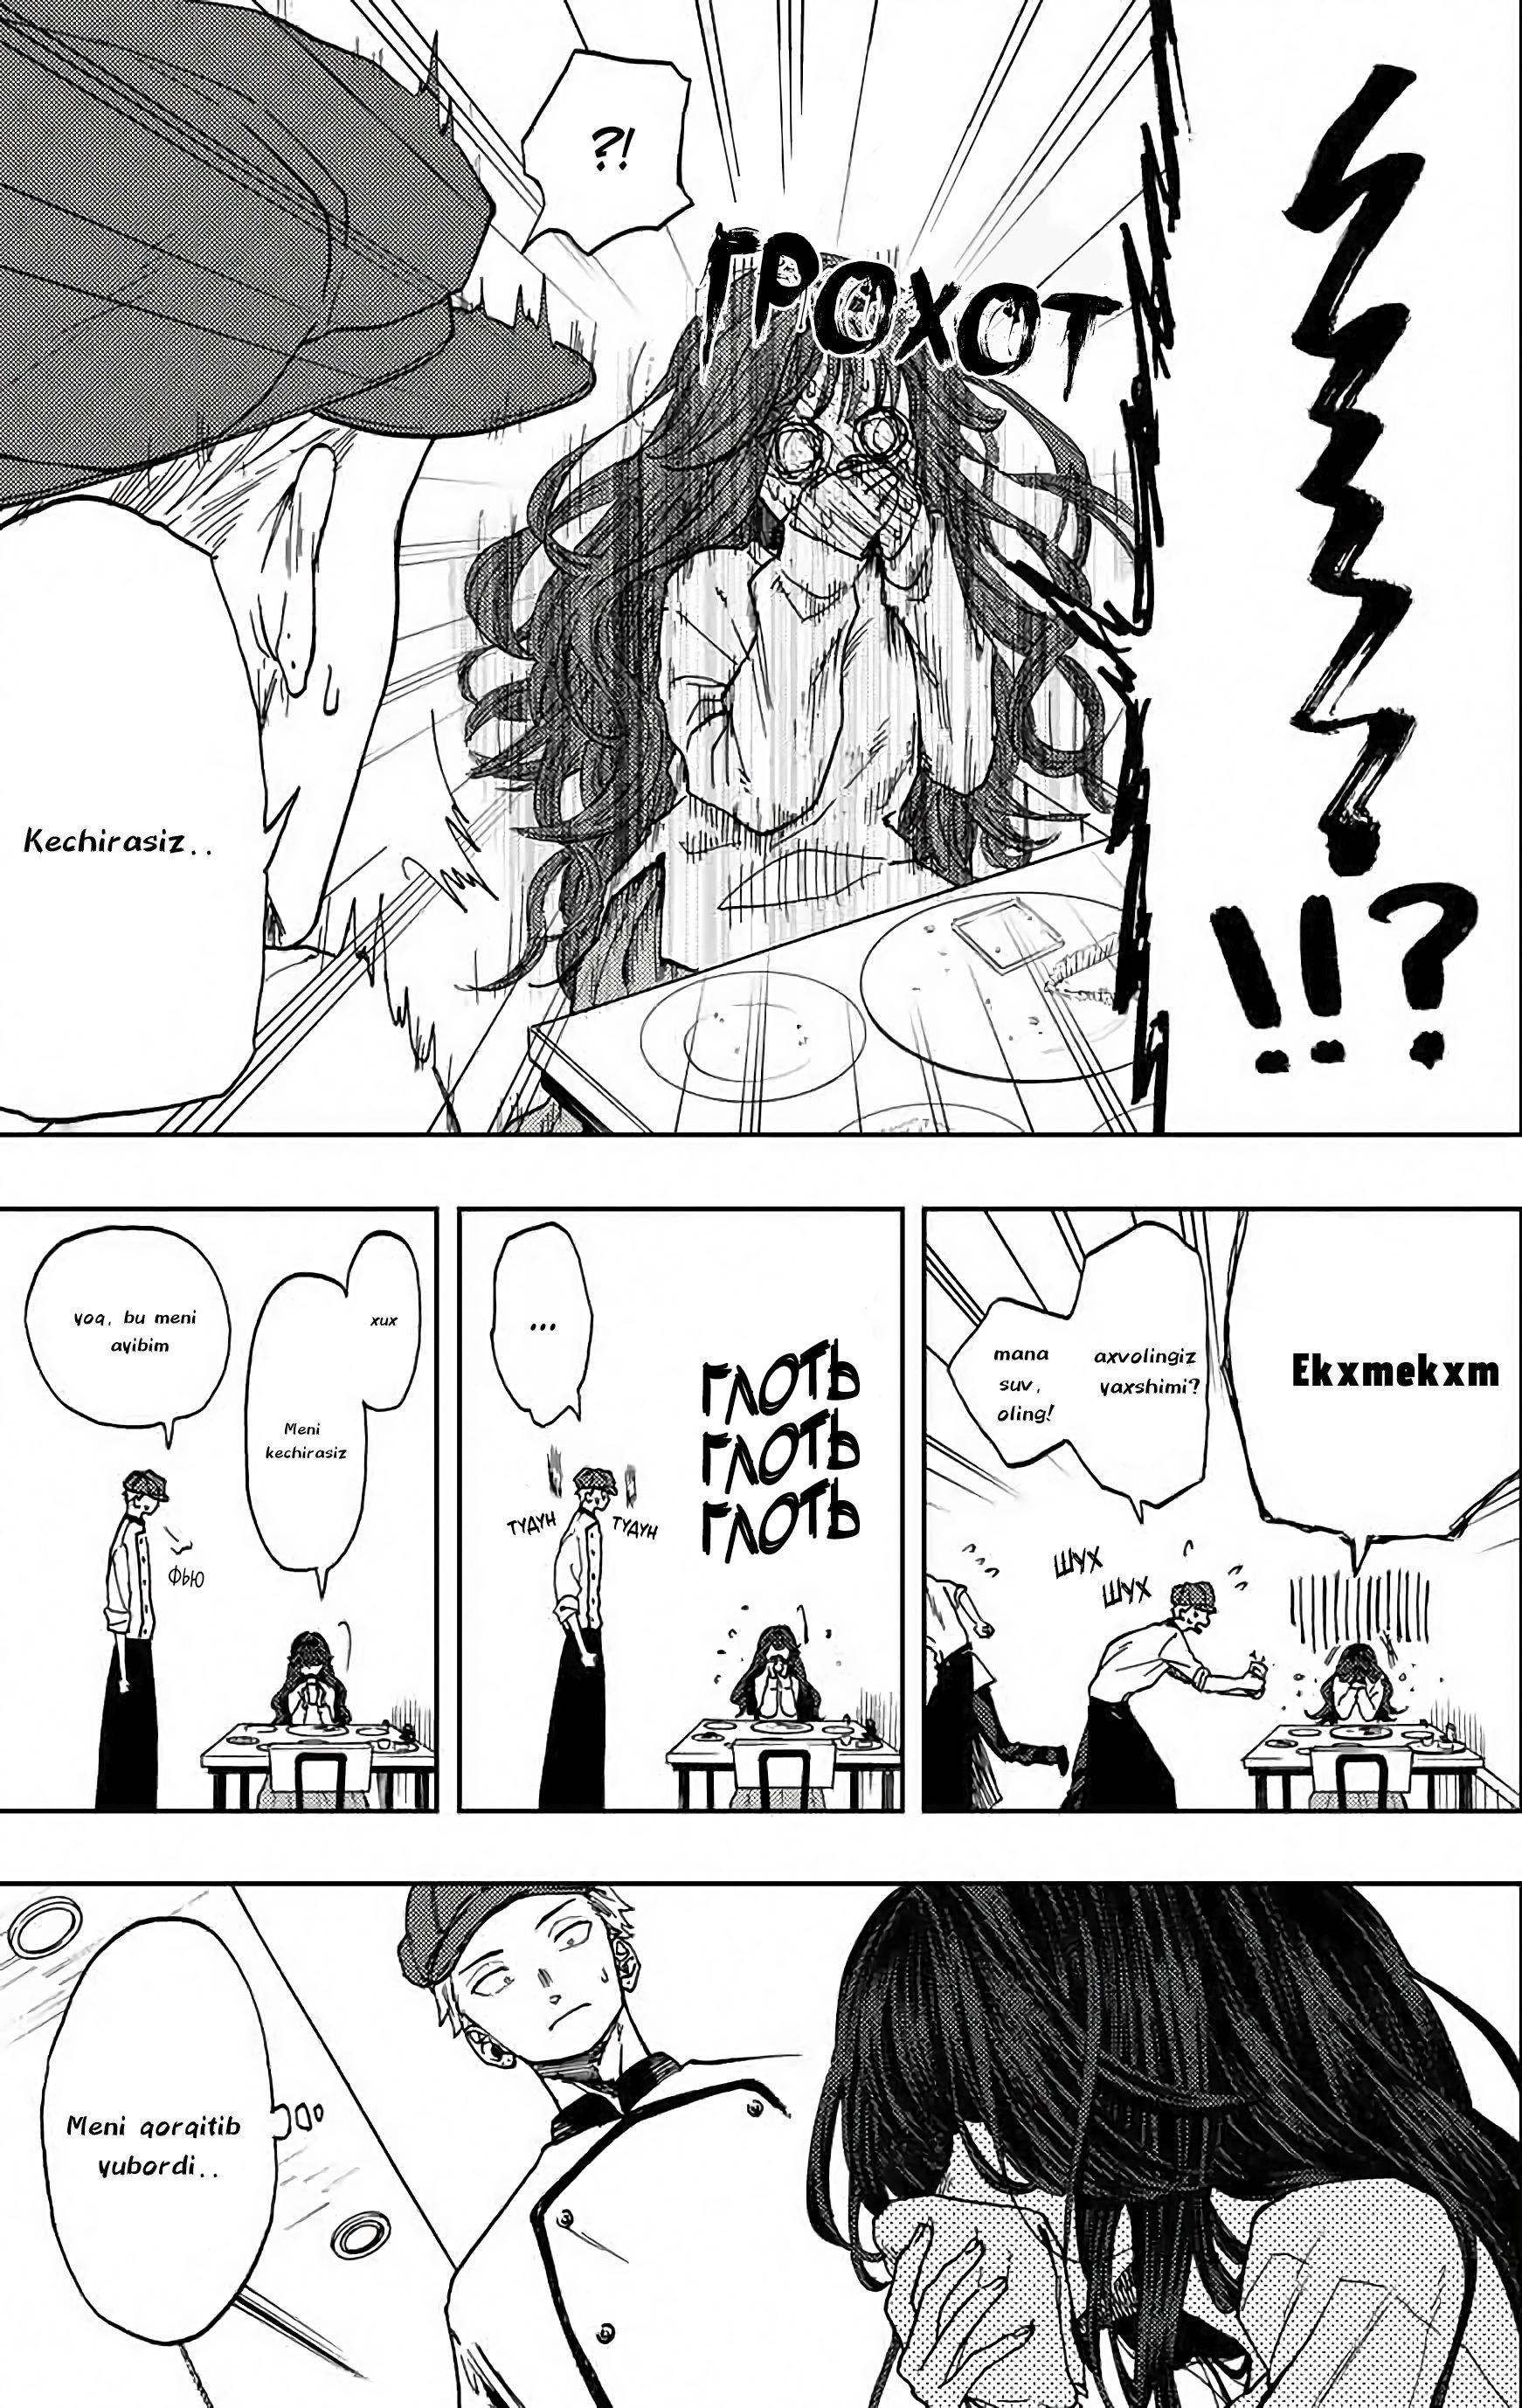 !!?
?!
ГРОХОТ
Kechirasiz..
Ekxmekxm
axvolingiz
yaxshimi?
mana
suv,
oling!
ШУХ
ШУХ
...
ГЛОТЬ
ГЛОТЬ
ГЛОТЬ
ТУДУН
ТУДУН
xux
Meni
kechirasiz
yoq, bu meni
ayibim
ФЬЮ
Meni qorqitib
yubordi..